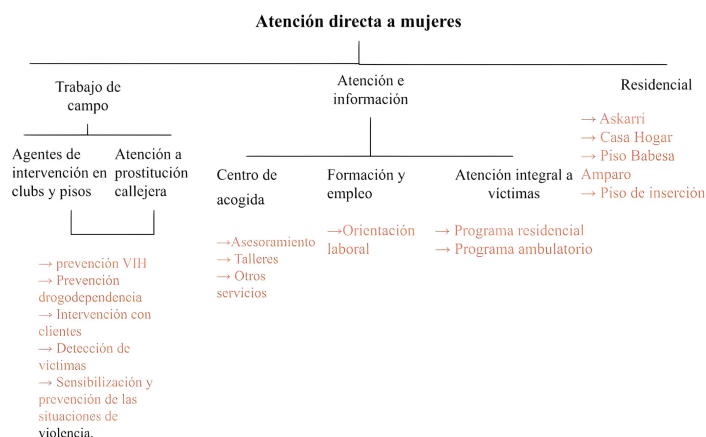 Atención directa a mujeres
Trabajo de
campo
Agentes de
intervención en
clubs y pisos
Atención a
prostitución
callejera
→ prevención VIH
→ Prevención
drogodependencia
→ Intervención con
clientes
→ Detección de
víctimas
→ Sensibilización y
prevención de las
situaciones de
violencia.
Atención e
información
Centro de
acogida
→Asesoramiento
→ Talleres
→ Otros
servicios
Formación y
empleo
→Orientación
laboral
Atención integral a
víctimas
→ Programa residencial
→ Programa ambulatorio
Residencial
→ Askarri
→ Casa Hogar
→ Piso Babesa
Amparo
→ Piso de inserción